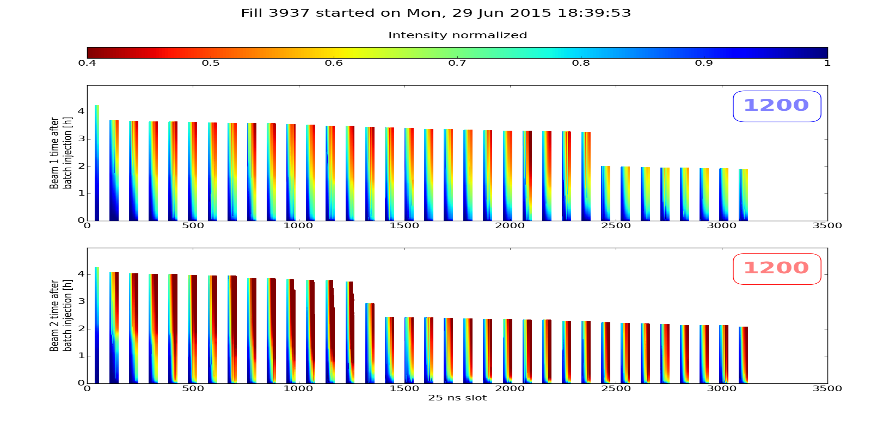 Fill 3937 started on Mon, 29 Jun 2015 18:39:53
Intensity normalized
0.4 0.5 0.6 0.7 0.8 0.9 1
1200
Beam 1 time after
batch injection [h]
4
3
2
1
0
0 500 1000 1500 2000 2500 3000 3500
1200
Beam 2 time after
batch injection [h]
4
3
2
1
0
0 500 1000 1500 2000 2500 3000 3500
25 ns slot